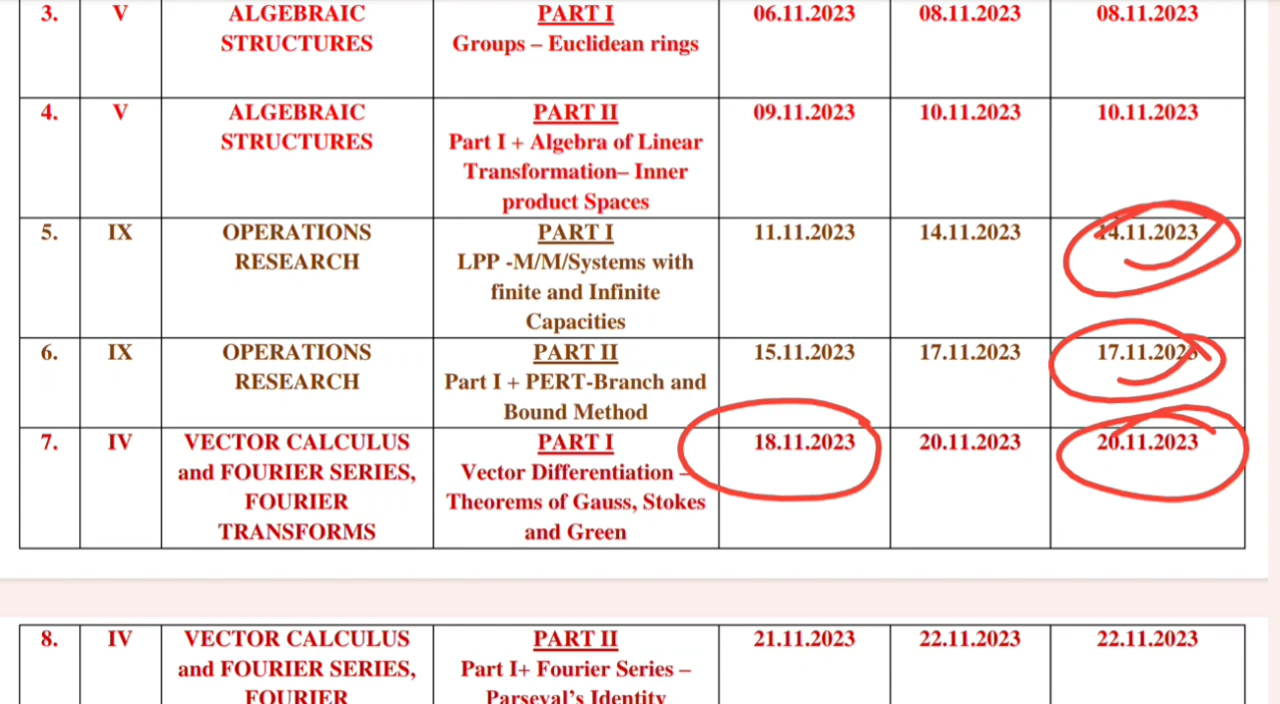 3. V ALGEBRAIC PART I 06.11.2023 08.11.2023 08.11.2023
STRUCTURES Groups – Euclidean rings
4. V ALGEBRAIC PART II 09.11.2023 10.11.2023 10.11.2023
STRUCTURES Part I + Algebra of Linear
Transformation– Inner
product Spaces
5. IX OPERATIONS PART I 11.11.2023 14.11.2023 14.11.2023
RESEARCH LPP -M/M/Systems with
finite and Infinite
Capacities
6. IX OPERATIONS PART II 15.11.2023 17.11.2023 17.11.2023
RESEARCH Part I + PERT-Branch and
Bound Method
7. IV VECTOR CALCULUS PART I 18.11.2023 20.11.2023 20.11.2023
and FOURIER SERIES, Vector Differentiation –
FOURIER Theorems of Gauss, Stokes
TRANSFORMS and Green
8. IV VECTOR CALCULUS PART II 21.11.2023 22.11.2023 22.11.2023
and FOURIER SERIES, Part I+ Fourier Series –
FOURIER Parseval’s Identity